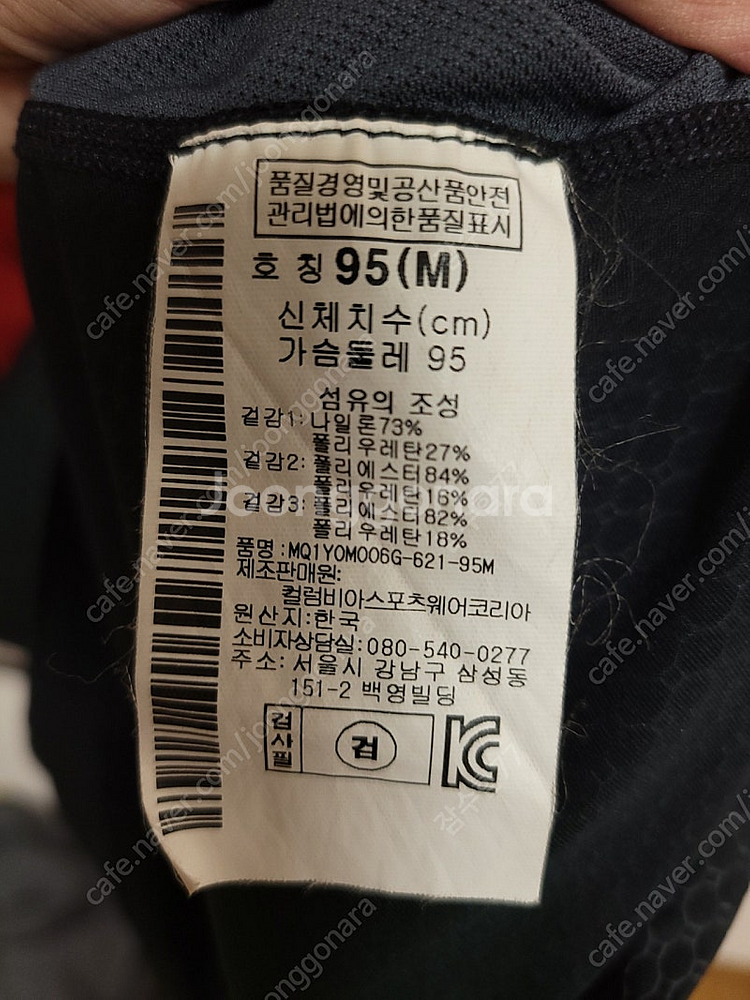 품질경영및공산품안전
관리법에의한품질표시
호 칭 95(M)
신체치수(cm)
가슴둘레 95
섬유의 조성
겉감1: 나일론73%
폴리우레탄27%
겉감2: 폴리에스터84%
폴리우레탄16%
겉감3: 폴리에스터82%
폴리우레탄18%
품명:MQ1YOM006G-621-95M
제조판매원:
컬럼비아스포츠웨어코리아
원산지:한국
소비자상담실:080-540-0277
주소: 서울시 강남구 삼성동
151-2 백영빌딩
검사필 검
Joonggonara
cafe.naver.com/joonggonara